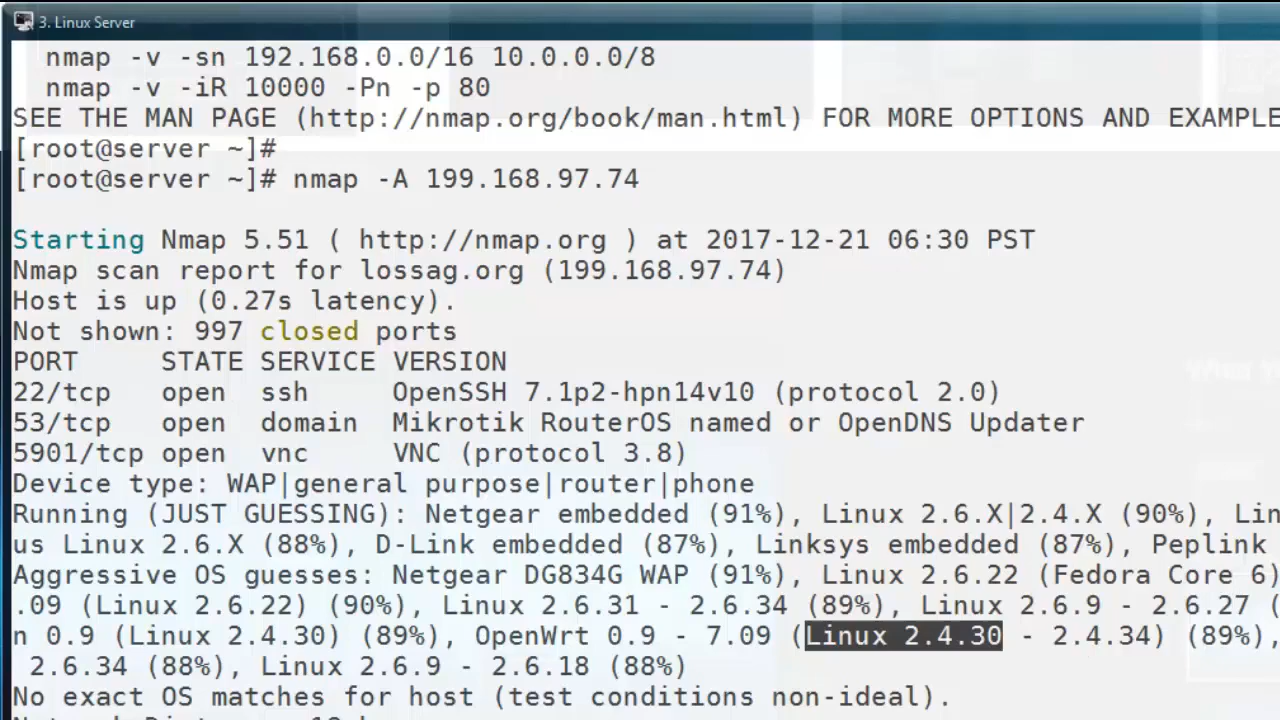 3. Linux Server
nmap -v -sn 192.168.0.0/16 10.0.0.0/8
nmap -v -iR 10000 -Pn -p 80
SEE THE MAN PAGE (http://nmap.org/book/man.html) FOR MORE OPTIONS AND EXAMPLE
[root@server ~]#
[root@server ~]# nmap -A 199.168.97.74
Starting Nmap 5.51 ( http://nmap.org ) at 2017-12-21 06:30 PST
Nmap scan report for lossag.org (199.168.97.74)
Host is up (0.27s latency).
Not shown: 997 closed ports
PORT STATE SERVICE VERSION
22/tcp open ssh OpenSSH 7.1p2-hpn14v10 (protocol 2.0)
53/tcp open domain Mikrotik RouterOS named or OpenDNS Updater
5901/tcp open vnc VNC (protocol 3.8)
Device type: WAP|general purpose|router|phone
Running (JUST GUESSING): Netgear embedded (91%), Linux 2.6.X|2.4.X (90%), Lin
us Linux 2.6.X (88%), D-Link embedded (87%), Linksys embedded (87%), Peplink
Aggressive OS guesses: Netgear DG834G WAP (91%), Linux 2.6.22 (Fedora Core 6)
.09 (Linux 2.6.22) (90%), Linux 2.6.31 - 2.6.34 (89%), Linux 2.6.9 - 2.6.27 (
n 0.9 (Linux 2.4.30) (89%), OpenWrt 0.9 - 7.09 (Linux 2.4.30 - 2.4.34) (89%),
2.6.34 (88%), Linux 2.6.9 - 2.6.18 (88%)
No exact OS matches for host (test conditions non-ideal).